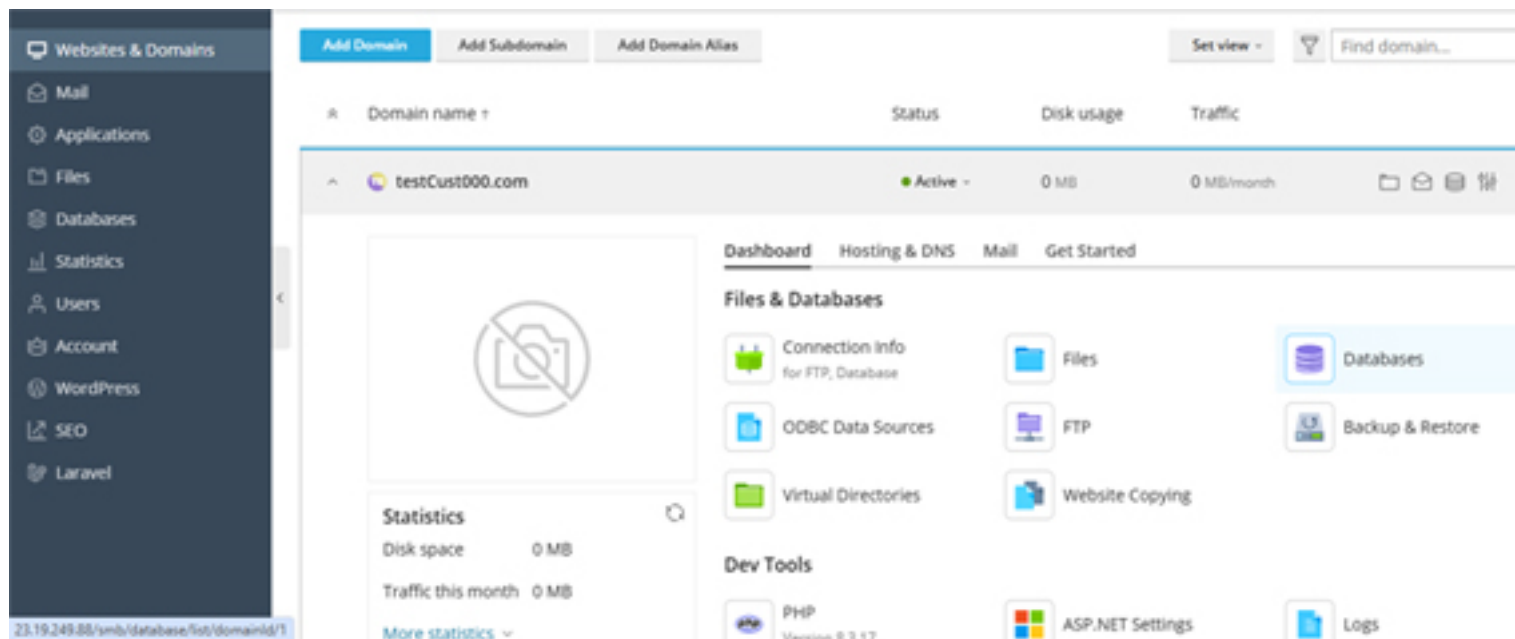 Websites & Domains
Mail
Applications
Files
Databases
Statistics
Users
Account
WordPress
SEO
Laravel
23.19.249.88/smb/database/list/domainId/1
Add Domain Add Subdomain Add Domain Alias Set view Find domain...
Domain name ↑ Status Disk usage Traffic
testCust000.com Active 0 MB 0 MB/month
Dashboard Hosting & DNS Mail Get Started
Files & Databases
Connection Info
for FTP, Database
Files
Databases
ODBC Data Sources
FTP
Backup & Restore
Virtual Directories
Website Copying
Statistics
Disk space 0 MB
Traffic this month 0 MB
More statistics
Dev Tools
PHP
Version 8.3.17
ASP.NET Settings
Logs